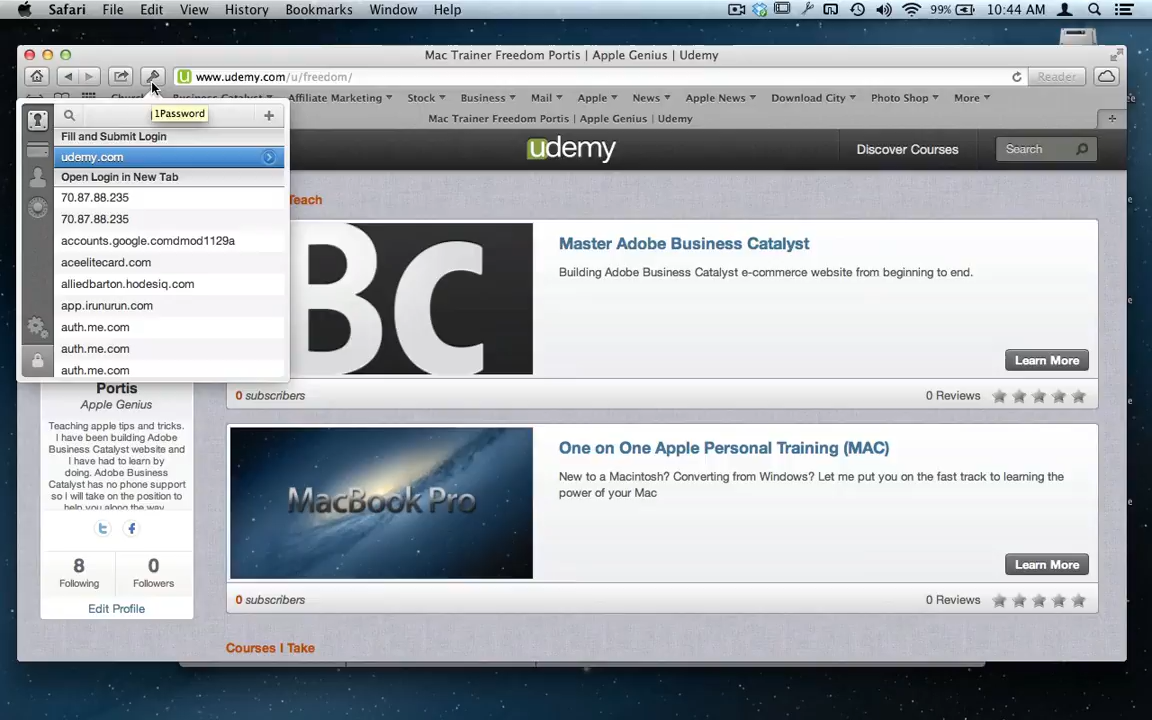 Safari File Edit View History Bookmarks Window Help 99% 10:44 AM
Mac Trainer Freedom Portis | Apple Genius | Udemy
www.udemy.com/u/freedom/ Reader
Affiliate Marketing Stock Business Mail Apple News Apple News Download City Photo Shop More
Mac Trainer Freedom Portis | Apple Genius | Udemy
1Password
Fill and Submit Login
udemy.com
Open Login in New Tab
70.87.88.235
70.87.88.235
accounts.google.comdmod1129a
aceelitecard.com
alliedbarton.hodesiq.com
app.irunurun.com
auth.me.com
auth.me.com
auth.me.com
udemy Discover Courses Search
Teach
BC
Master Adobe Business Catalyst
Building Adobe Business Catalyst e-commerce website from beginning to end.
Learn More
0 subscribers 0 Reviews
Portis
Apple Genius
Teaching apple tips and tricks.
I have been building Adobe
Business Catalyst website and
I have had to learn by
doing. Adobe Business
Catalyst has no phone support
so I will take on the position to
help you along the way
8 0
Following Followers
Edit Profile
MacBook Pro
One on One Apple Personal Training (MAC)
New to a Macintosh? Converting from Windows? Let me put you on the fast track to learning the
power of your Mac
Learn More
0 subscribers 0 Reviews
Courses I Take